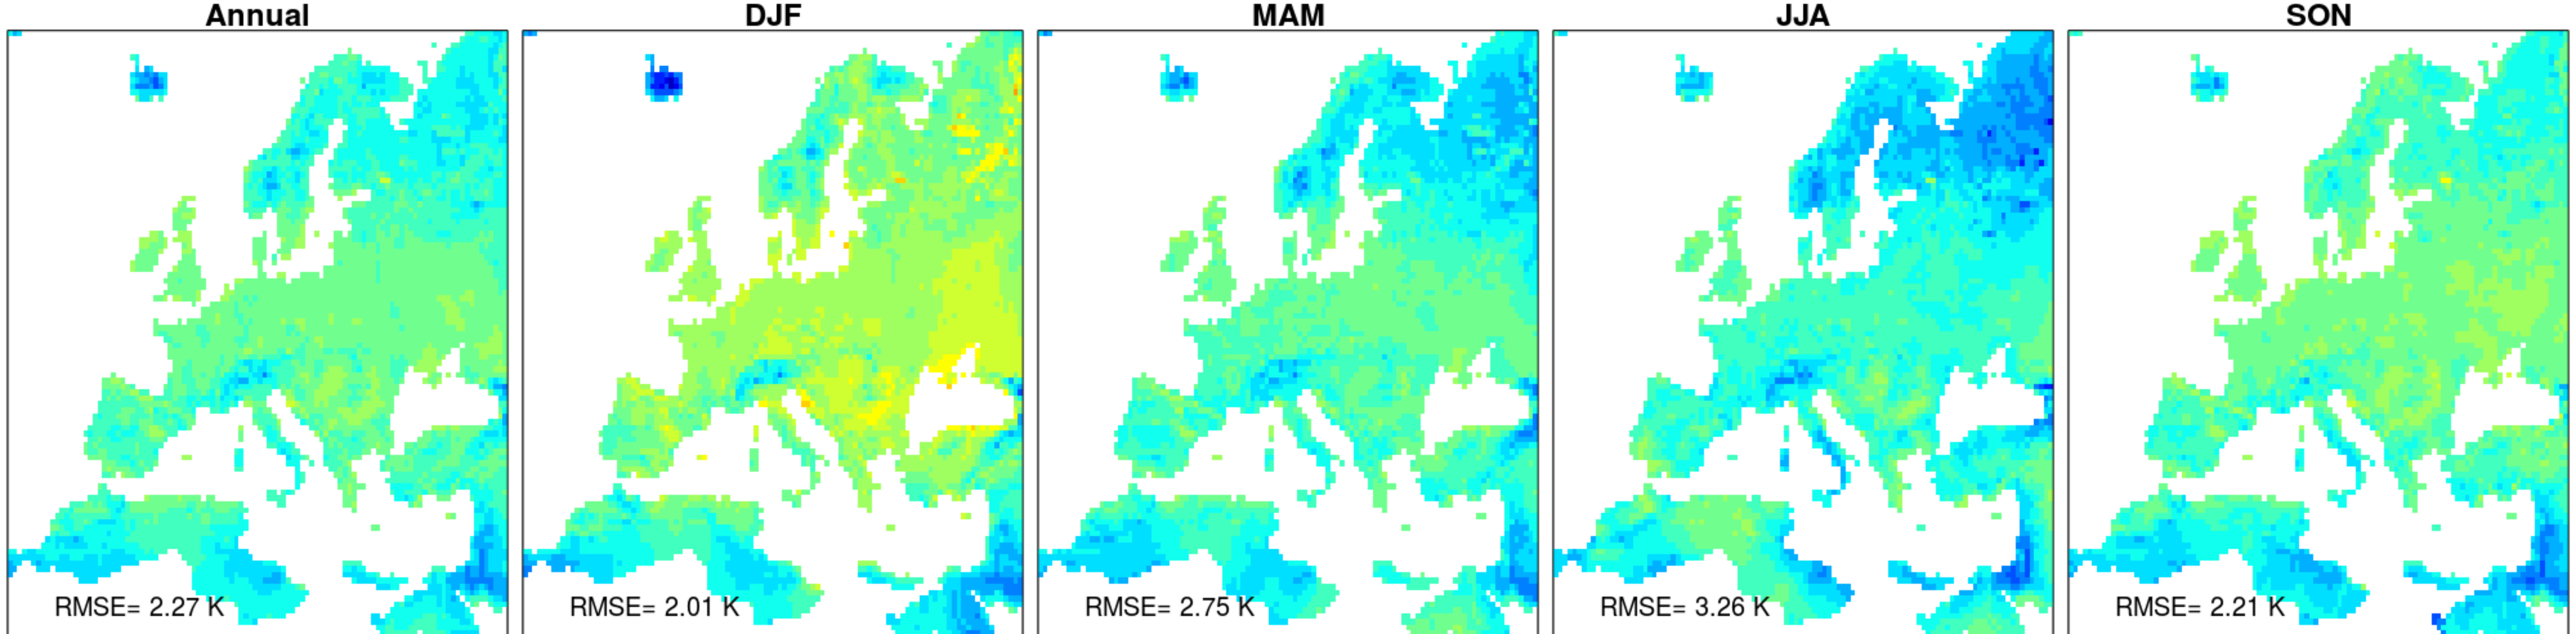 Annual DJF MAM JJA SON
RMSE= 2.27 K RMSE= 2.01 K RMSE= 2.75 K RMSE= 3.26 K RMSE= 2.21 K